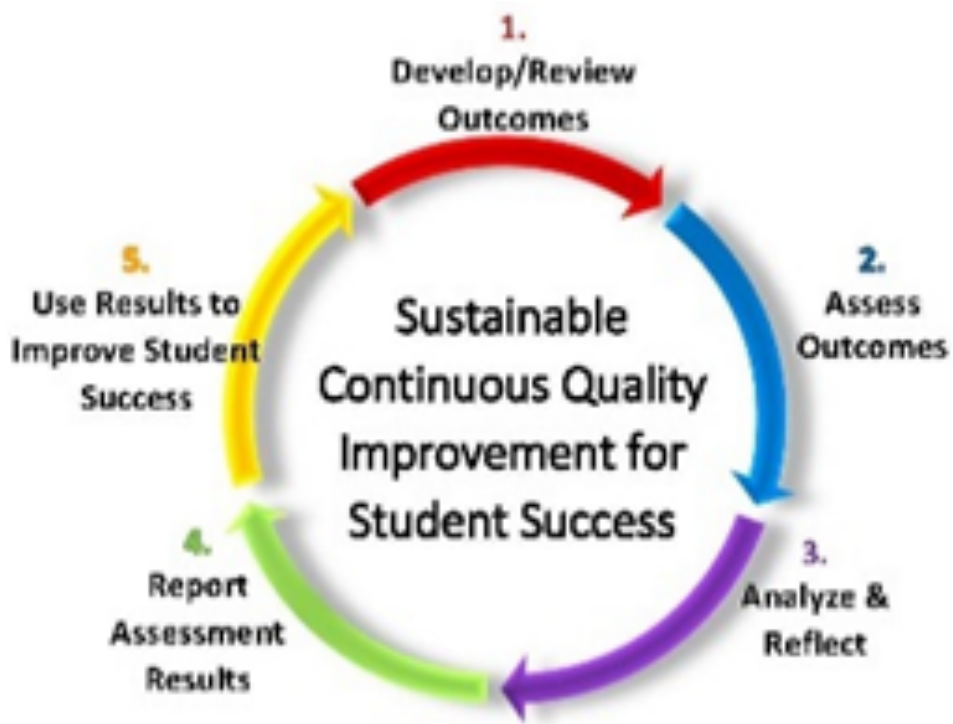 1.
Develop/Review
Outcomes
2.
Assess
Outcomes
3.
Analyze &
Reflect
4.
Report
Assessment
Results
5.
Use Results to
Improve Student
Success
Sustainable
Continuous Quality
Improvement for
Student Success